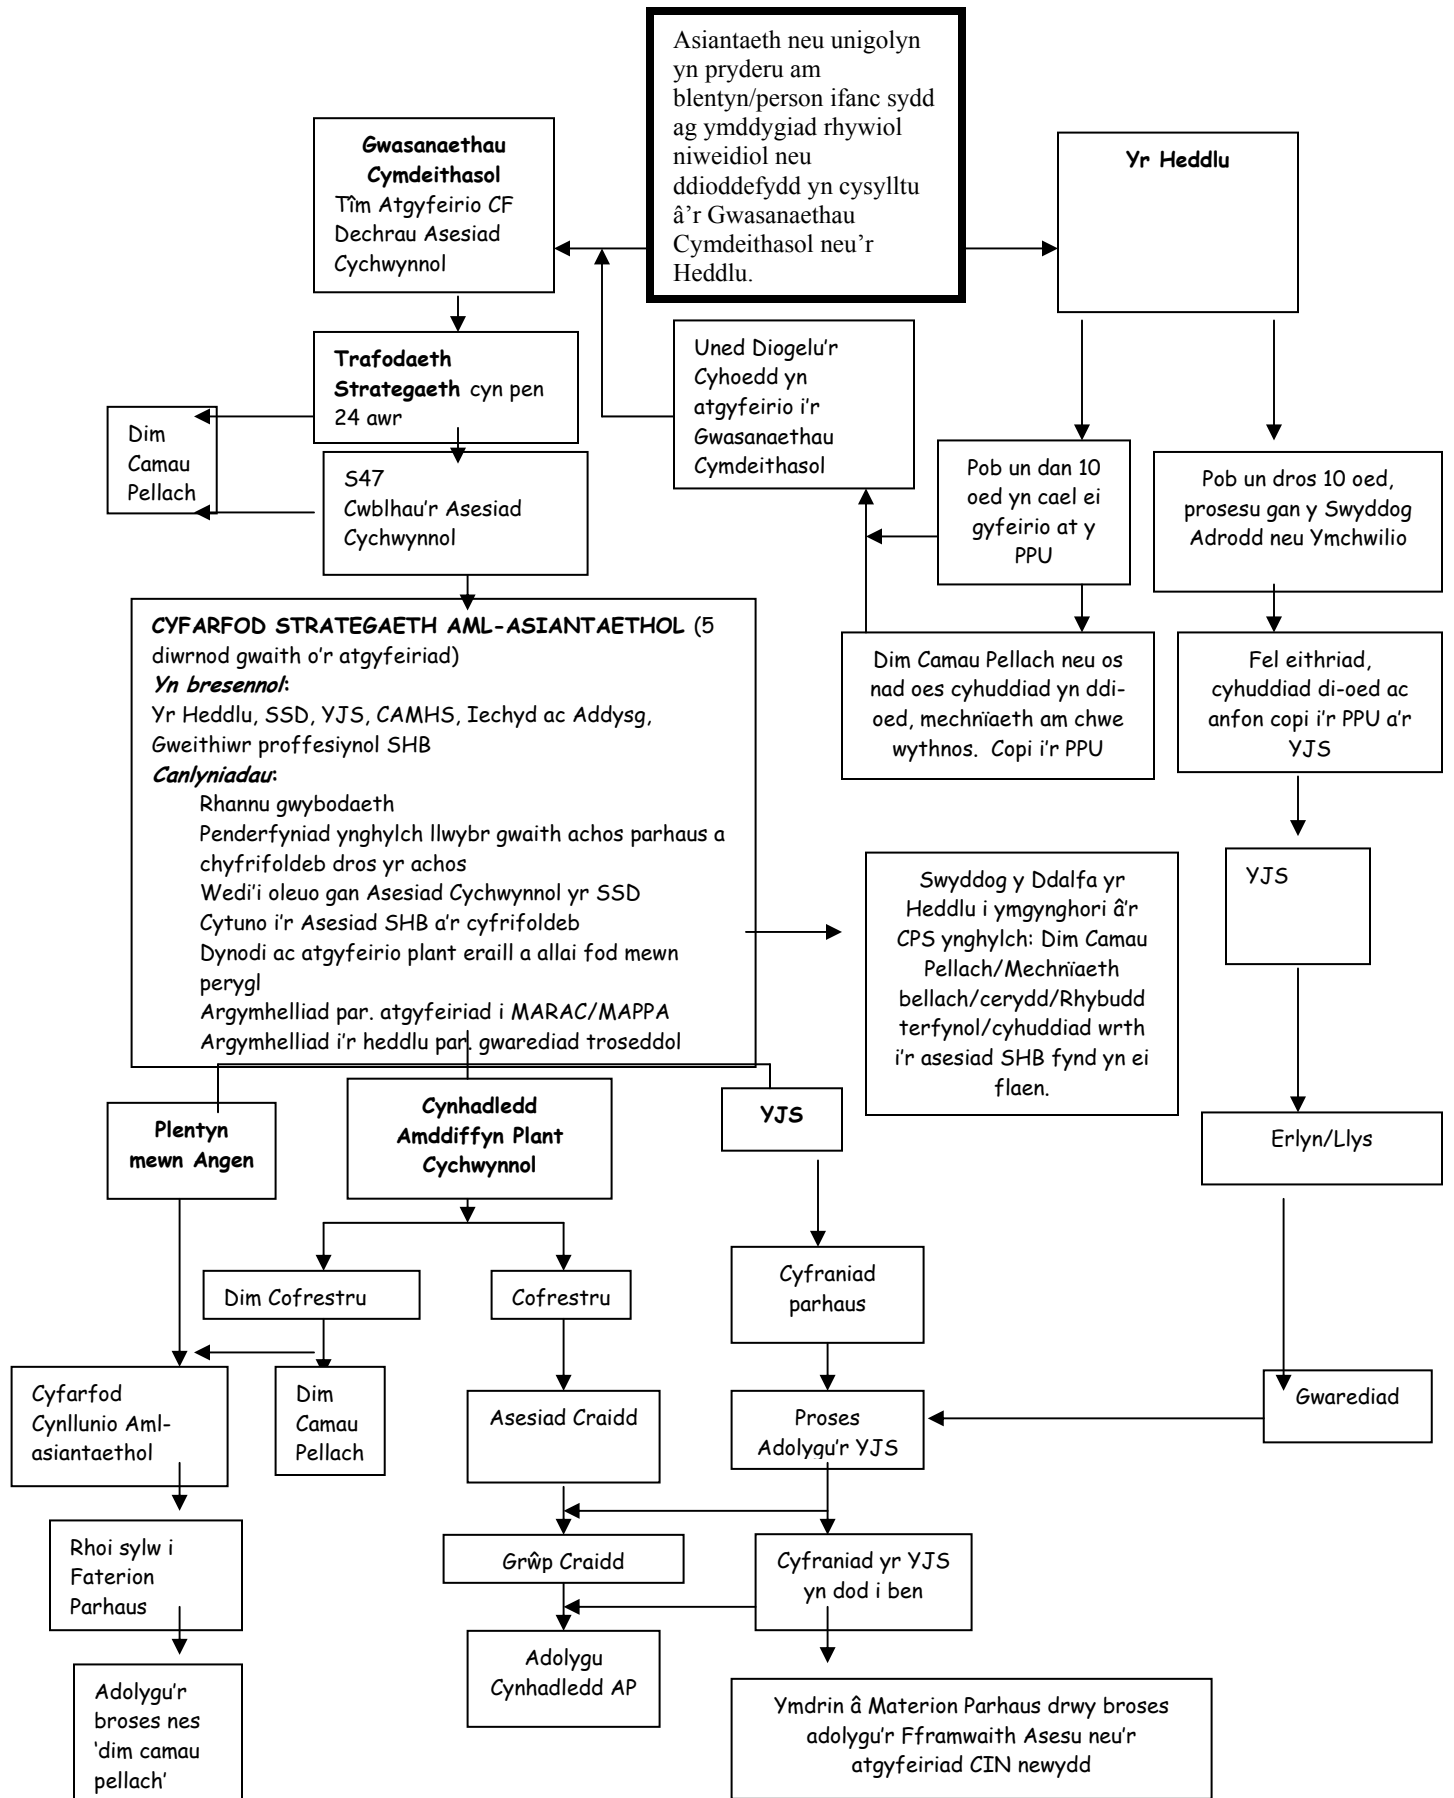 Asiantaeth neu unigolyn
yn pryderu am
blentyn/person ifanc sydd
ag ymddygiad rhywiol
niweidiol neu
ddioddefydd yn cysylltu
â’r Gwasanaethau
Cymdeithasol neu’r
Heddlu.
Gwasanaethau
Cymdeithasol
Tîm Atgyfeirio CF
Dechrau Asesiad
Cychwynnol
Yr Heddlu
Trafodaeth
Strategaeth cyn pen
24 awr
Uned Diogelu’r
Cyhoedd yn
atgyfeirio i’r
Gwasanaethau
Cymdeithasol
Dim
Camau
Pellach
S47
Cwblhau’r Asesiad
Cychwynnol
Pob un dan 10
oed yn cael ei
gyfeirio at y
PPU
Pob un dros 10 oed,
prosesu gan y Swyddog
Adrodd neu Ymchwilio
CYFARFOD STRATEGAETH AML-ASIANTAETHOL (5
diwrnod gwaith o’r atgyfeiriad)
Yn bresennol:
Yr Heddlu, SSD, YJS, CAMHS, Iechyd ac Addysg,
Gweithiwr proffesiynol SHB
Canlyniadau:
Rhannu gwybodaeth
Penderfyniad ynghylch llwybr gwaith achos parhaus a
chyfrifoldeb dros yr achos
Wedi’i oleuo gan Asesiad Cychwynnol yr SSD
Cytuno i’r Asesiad SHB a’r cyfrifoldeb
Dynodi ac atgyfeirio plant eraill a allai fod mewn
perygl
Argymhelliad par. atgyfeiriad i MARAC/MAPPA
Argymhelliad i’r heddlu par. gwarediad troseddol
Dim Camau Pellach neu os
nad oes cyhuddiad yn ddi-
oed, mechnïaeth am chwe
wythnos.  Copi i’r PPU
Fel eithriad,
cyhuddiad di-oed ac
anfon copi i’r PPU a’r
YJS
Swyddog y Ddalfa yr
Heddlu i ymgynghori â’r
CPS ynghylch: Dim Camau
Pellach/Mechnïaeth
bellach/cerydd/Rhybudd
terfynol/cyhuddiad wrth
i’r asesiad SHB fynd yn ei
flaen.
YJS
Plentyn
mewn Angen
Cynhadledd
Amddiffyn Plant
Cychwynnol
YJS
Erlyn/Llys
Dim Cofrestru
Cofrestru
Cyfraniad
parhaus
Cyfarfod
Cynllunio Aml-
asiantaethol
Dim
Camau
Pellach
Asesiad Craidd
Proses
Adolygu’r YJS
Gwarediad
Rhoi sylw i
Faterion
Parhaus
Grŵp Craidd
Cyfraniad yr YJS
yn dod i ben
Adolygu
Cynhadledd AP
Adolygu’r
broses nes
‘dim camau
pellach’
Ymdrin â Materion Parhaus drwy broses
adolygu’r Fframwaith Asesu neu’r
atgyfeiriad CIN newydd